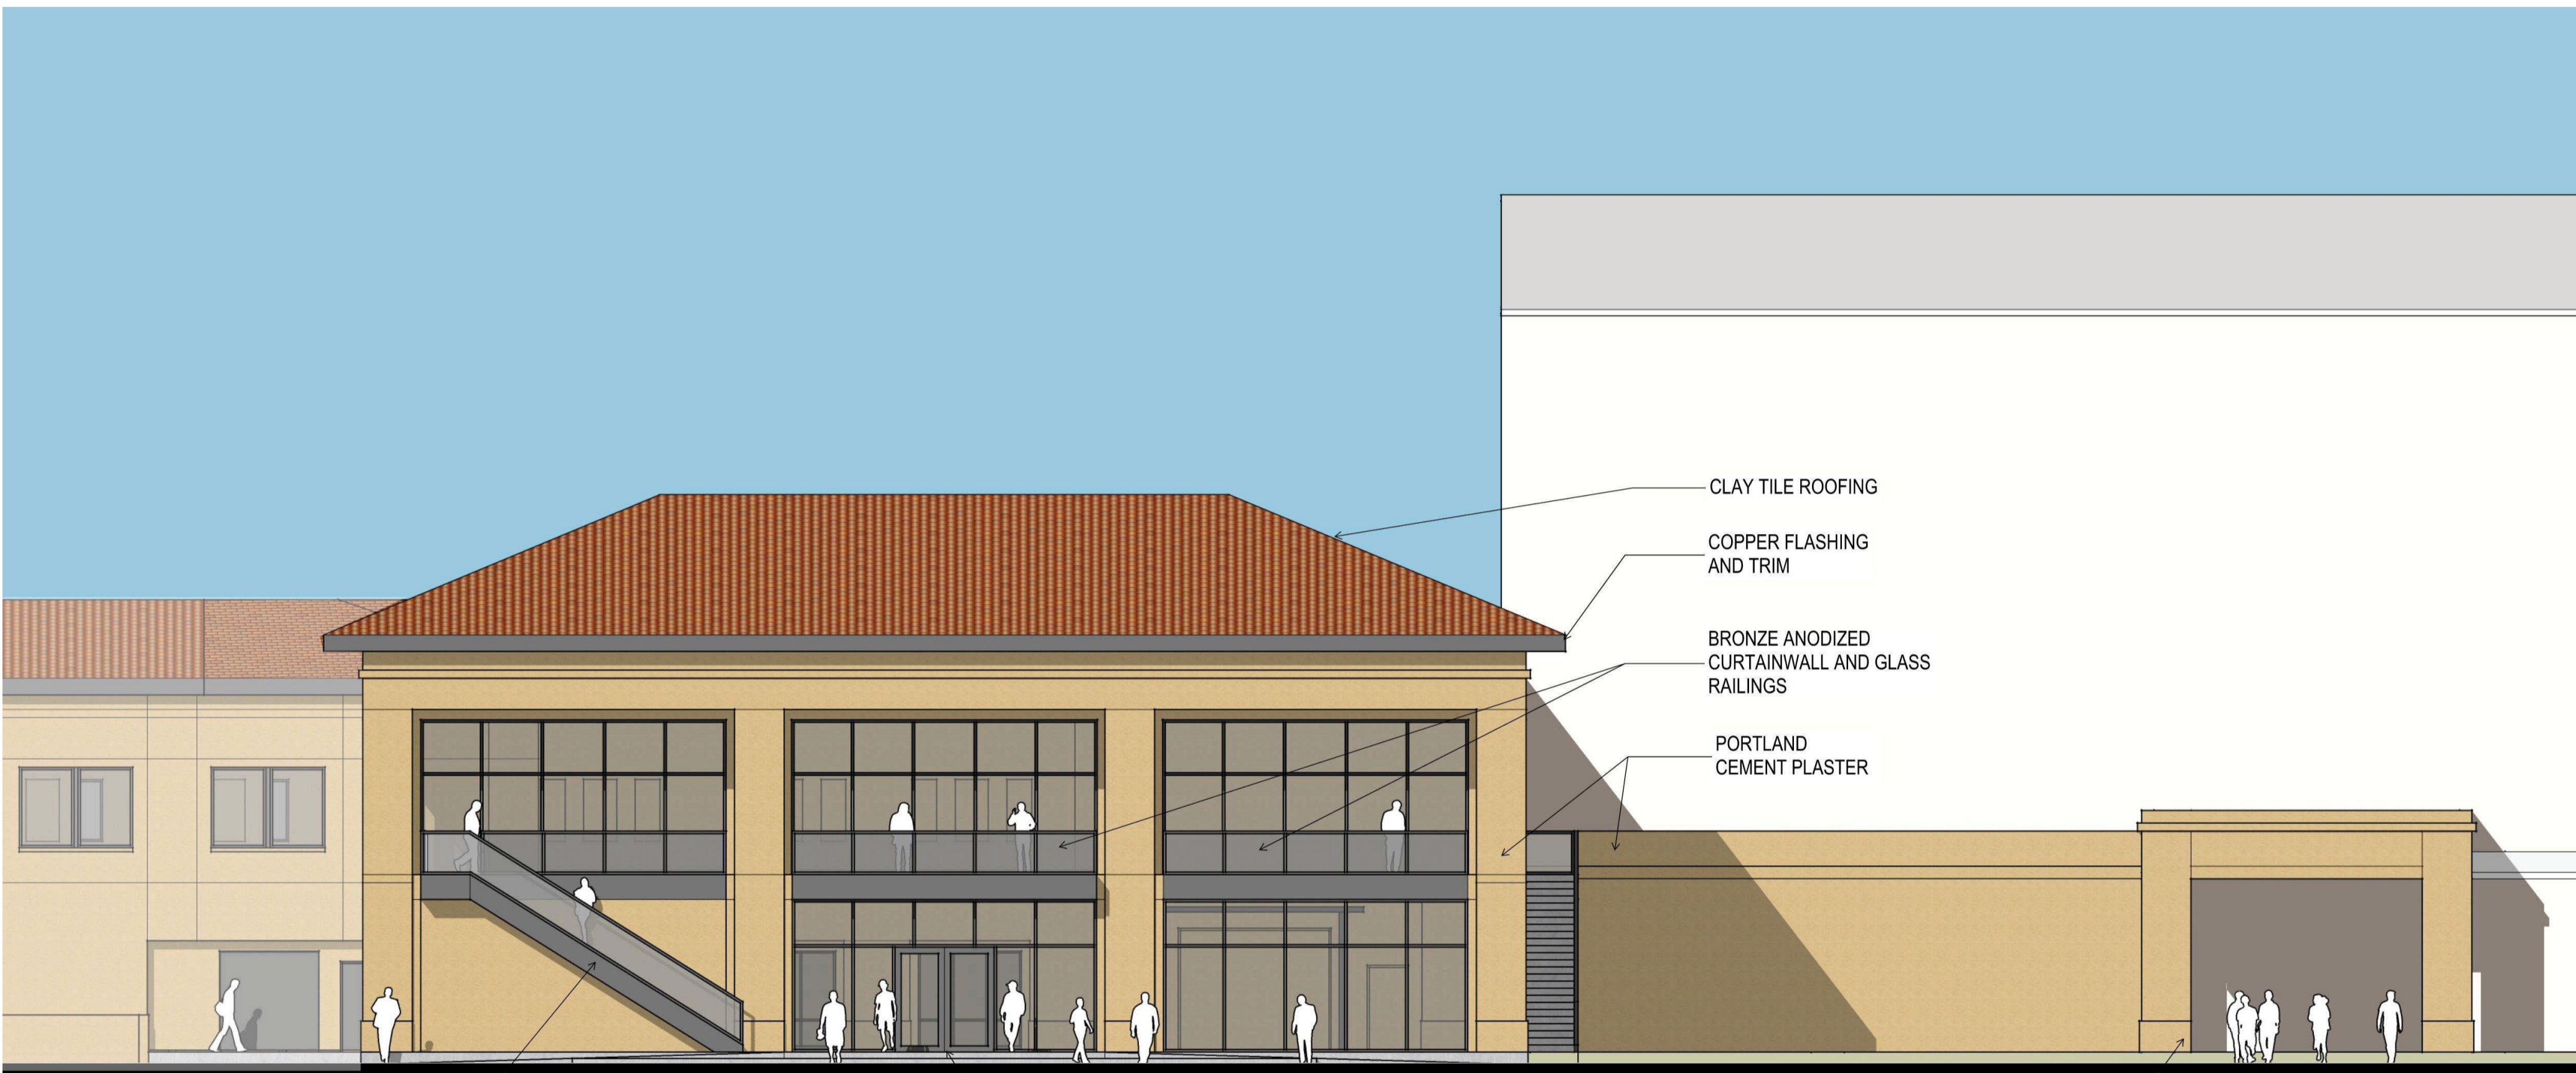 CLAY TILE ROOFING
COPPER FLASHING
AND TRIM
BRONZE ANODIZED
CURTAINWALL AND GLASS
RAILINGS
PORTLAND
CEMENT PLASTER